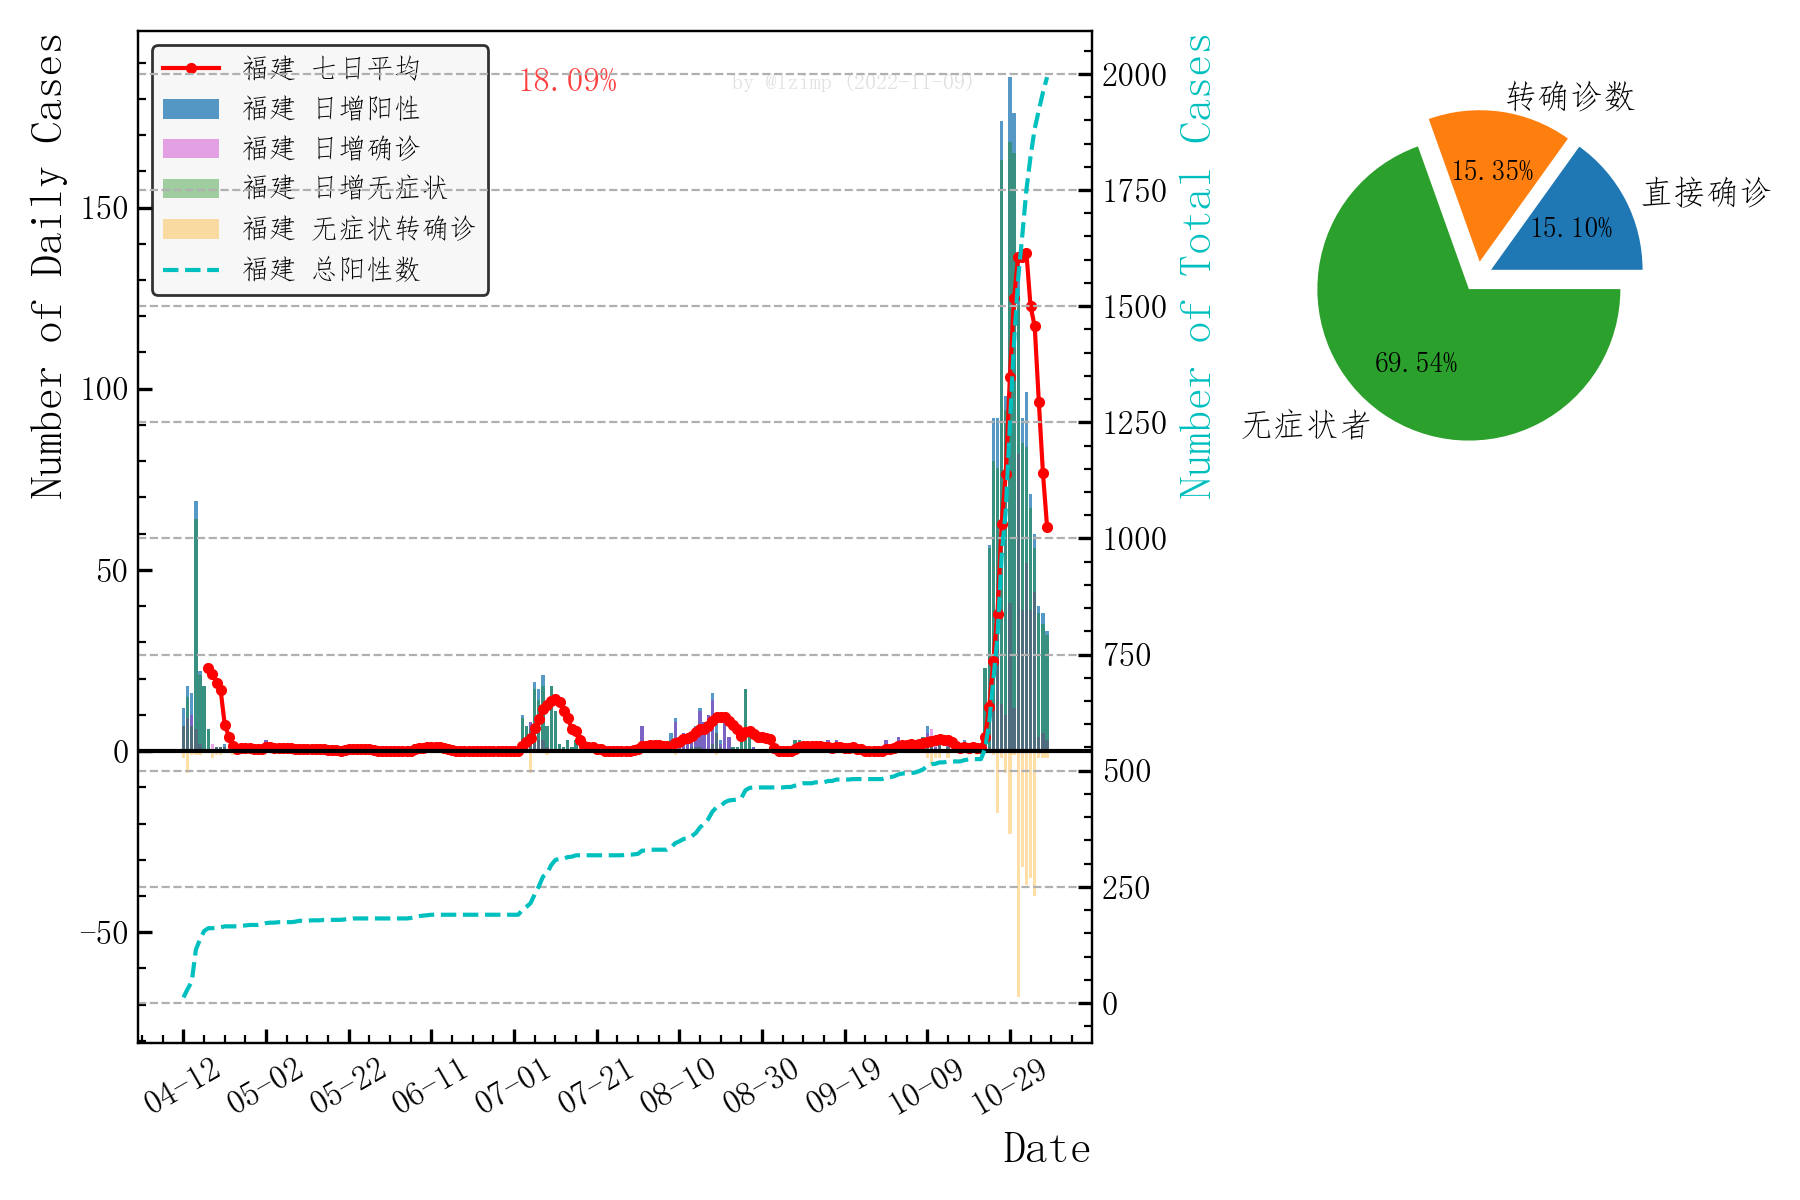 Number of Daily Cases
福建 七日平均
福建 日增阳性
福建 日增确诊
福建 日增无症状
福建 无症状转确诊
福建 总阳性数
18.09%
by @lzimp (2022-11-09)
150
100
50
0
−50
2000
1750
1500
1250
1000
750
500
250
0
Number of Total Cases
04-12
05-02
05-22
06-11
07-01
07-21
08-10
08-30
09-19
10-09
10-29
Date
转确诊数
15.35%
直接确诊
15.10%
69.54%
无症状者